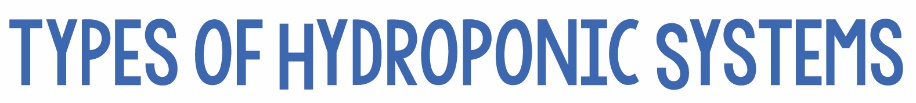 TYPES OF HYDROPONIC SYSTEMS